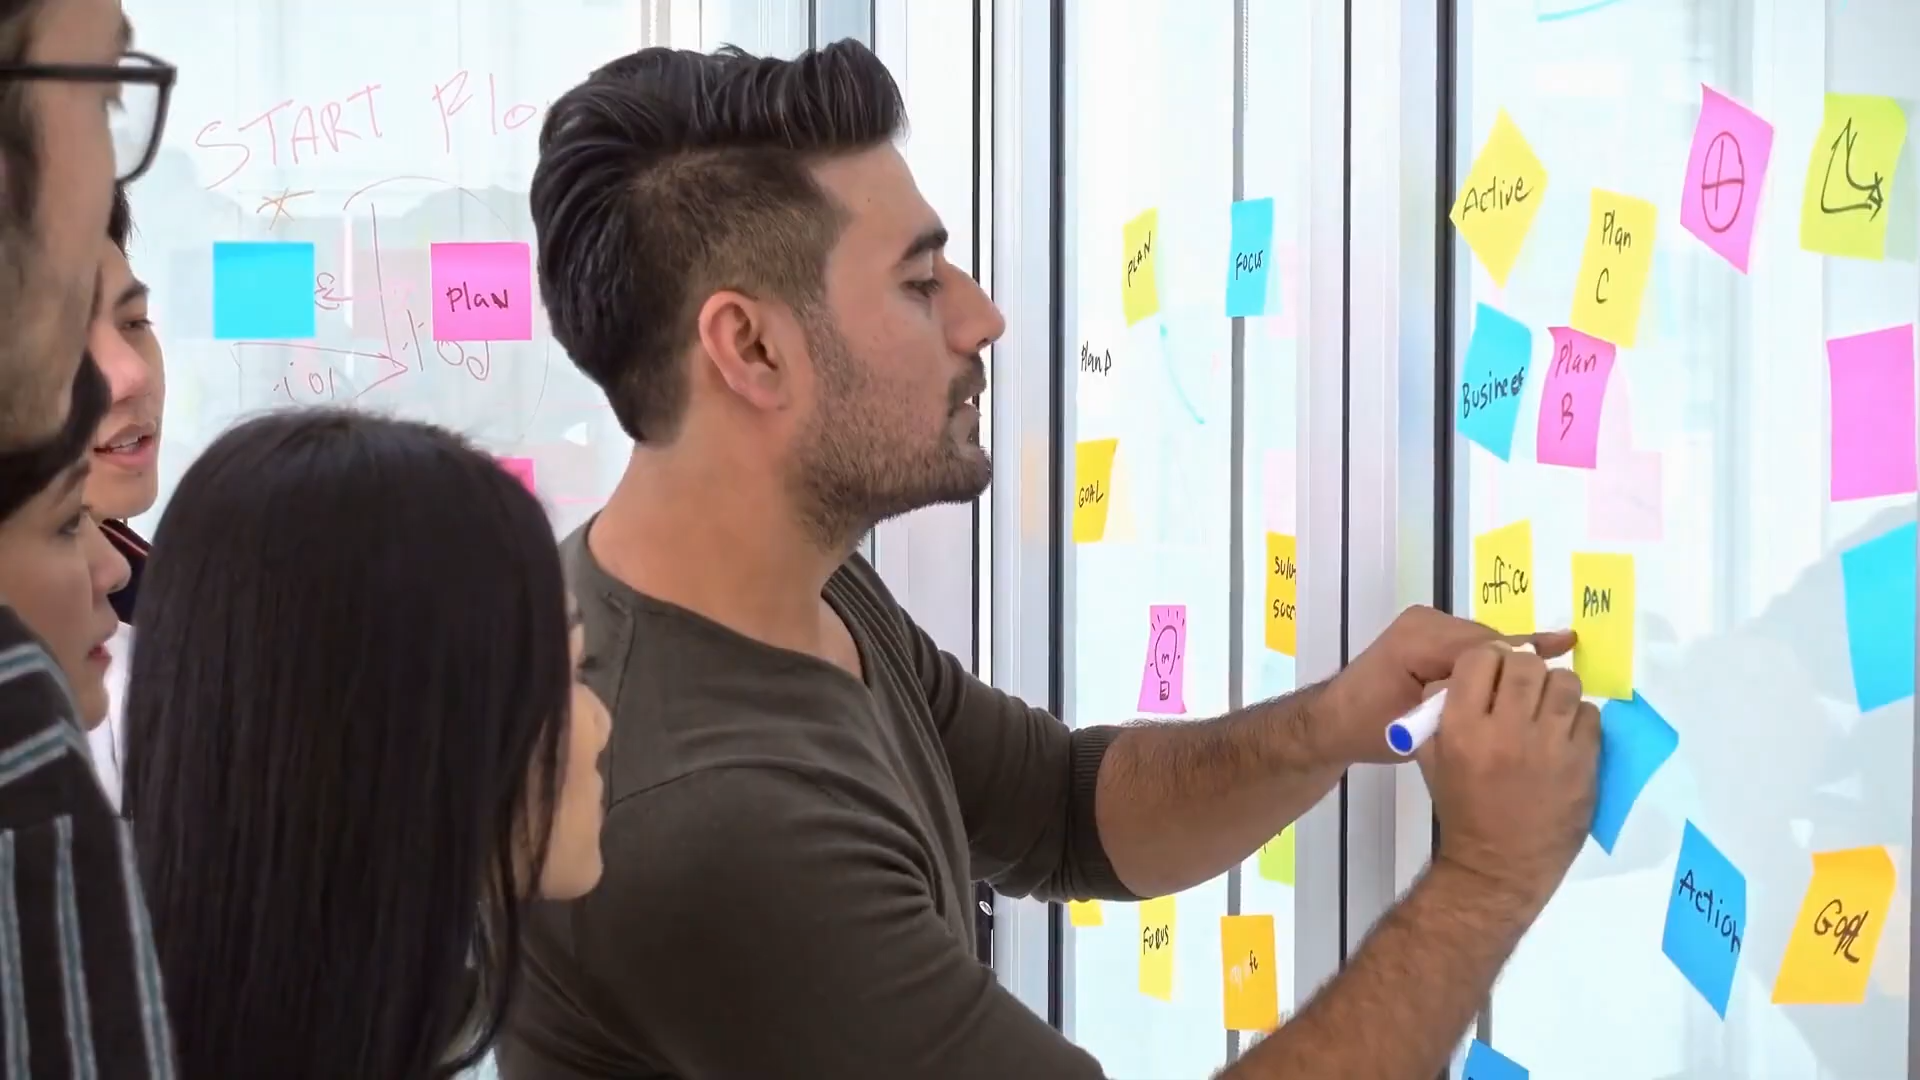 START Flo
Plan
PLAN
FOCUS
Plan D
GOAL
FOCUS
Active
Plan
C
Business
Plan
B
office
PAN
Action
Goal